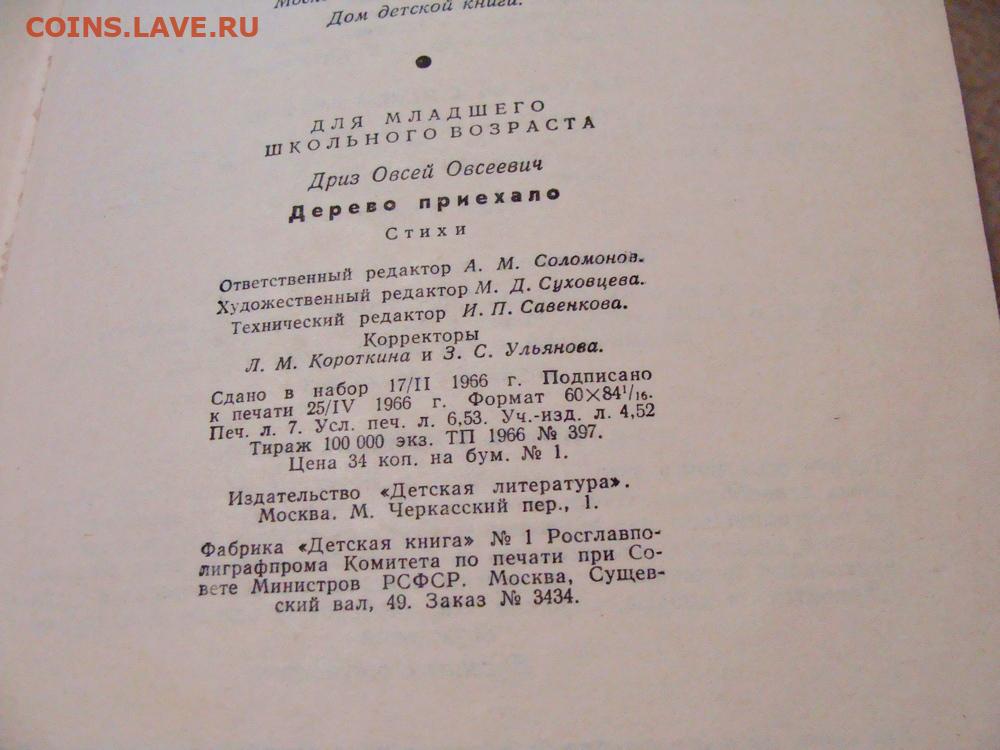 COINS.LAVE.RU
Дом детской книги.
ДЛЯ МЛАДШЕГО
ШКОЛЬНОГО ВОЗРАСТА
Дриз Овсей Овсеевич
Дерево приехало
Стихи
Ответственный редактор А. М. Соломонов.
Художественный редактор М. Д. Суховцева.
Технический редактор И. П. Савенкова.
Корректоры
Л. М. Короткина и З. С. Ульянова.
Сдано в набор 17/II 1966 г. Подписано
к печати 25/IV 1966 г. Формат 60×84¹/₁₆.
Печ. л. 7. Усл. печ. л. 6,53. Уч.-изд. л. 4,52
Тираж 100 000 экз. ТП 1966 № 397.
Цена 34 коп. на бум. № 1.
Издательство «Детская литература».
Москва. М. Черкасский пер., 1.
Фабрика «Детская книга» № 1 Росглавпо-
лиграфпрома Комитета по печати при Со-
вете Министров РСФСР. Москва, Сущев-
ский вал, 49. Заказ № 3434.